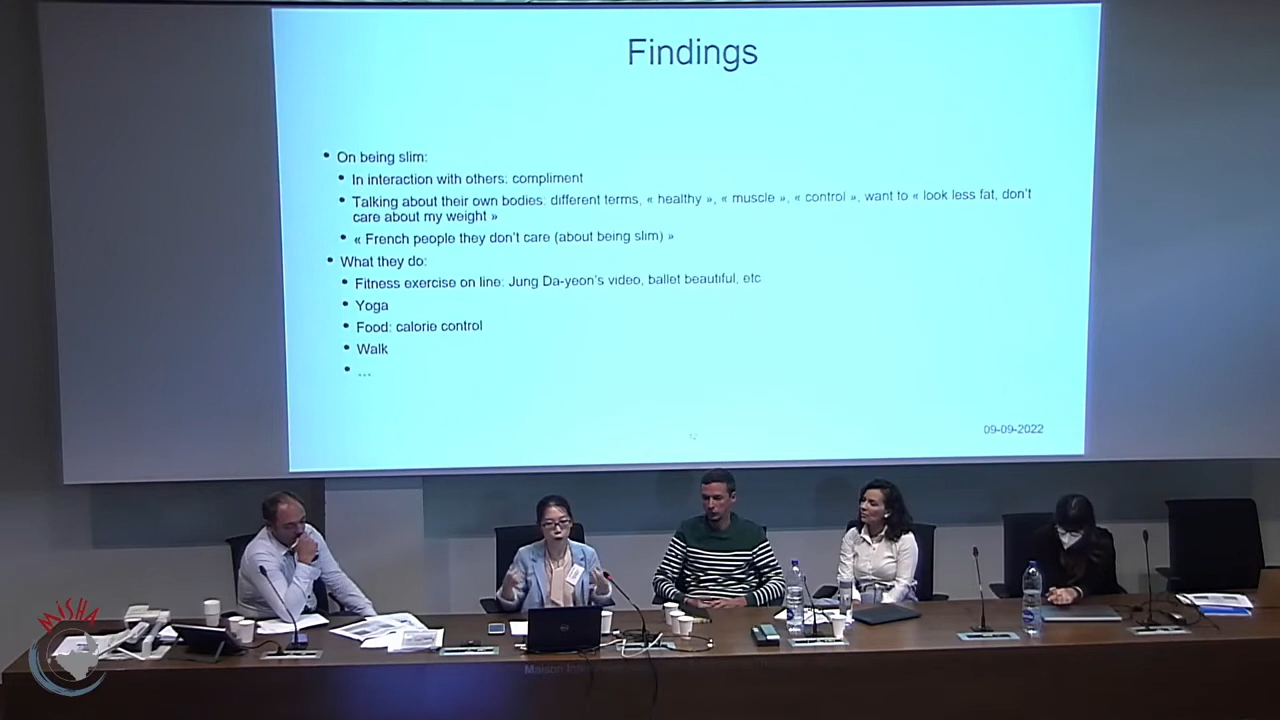 Findings
• On being slim:
• In interaction with others: compliment
• Talking about their own bodies: different terms, « healthy », « muscle », « control », want to « look less fat, don't
care about my weight »
• « French people they don't care (about being slim) »
• What they do:
• Fitness exercise on line: Jung Da-yeon's video, ballet beautiful, etc
• Yoga
• Food: calorie control
• Walk
• ...
12
09-09-2022
MiSHA
Maison